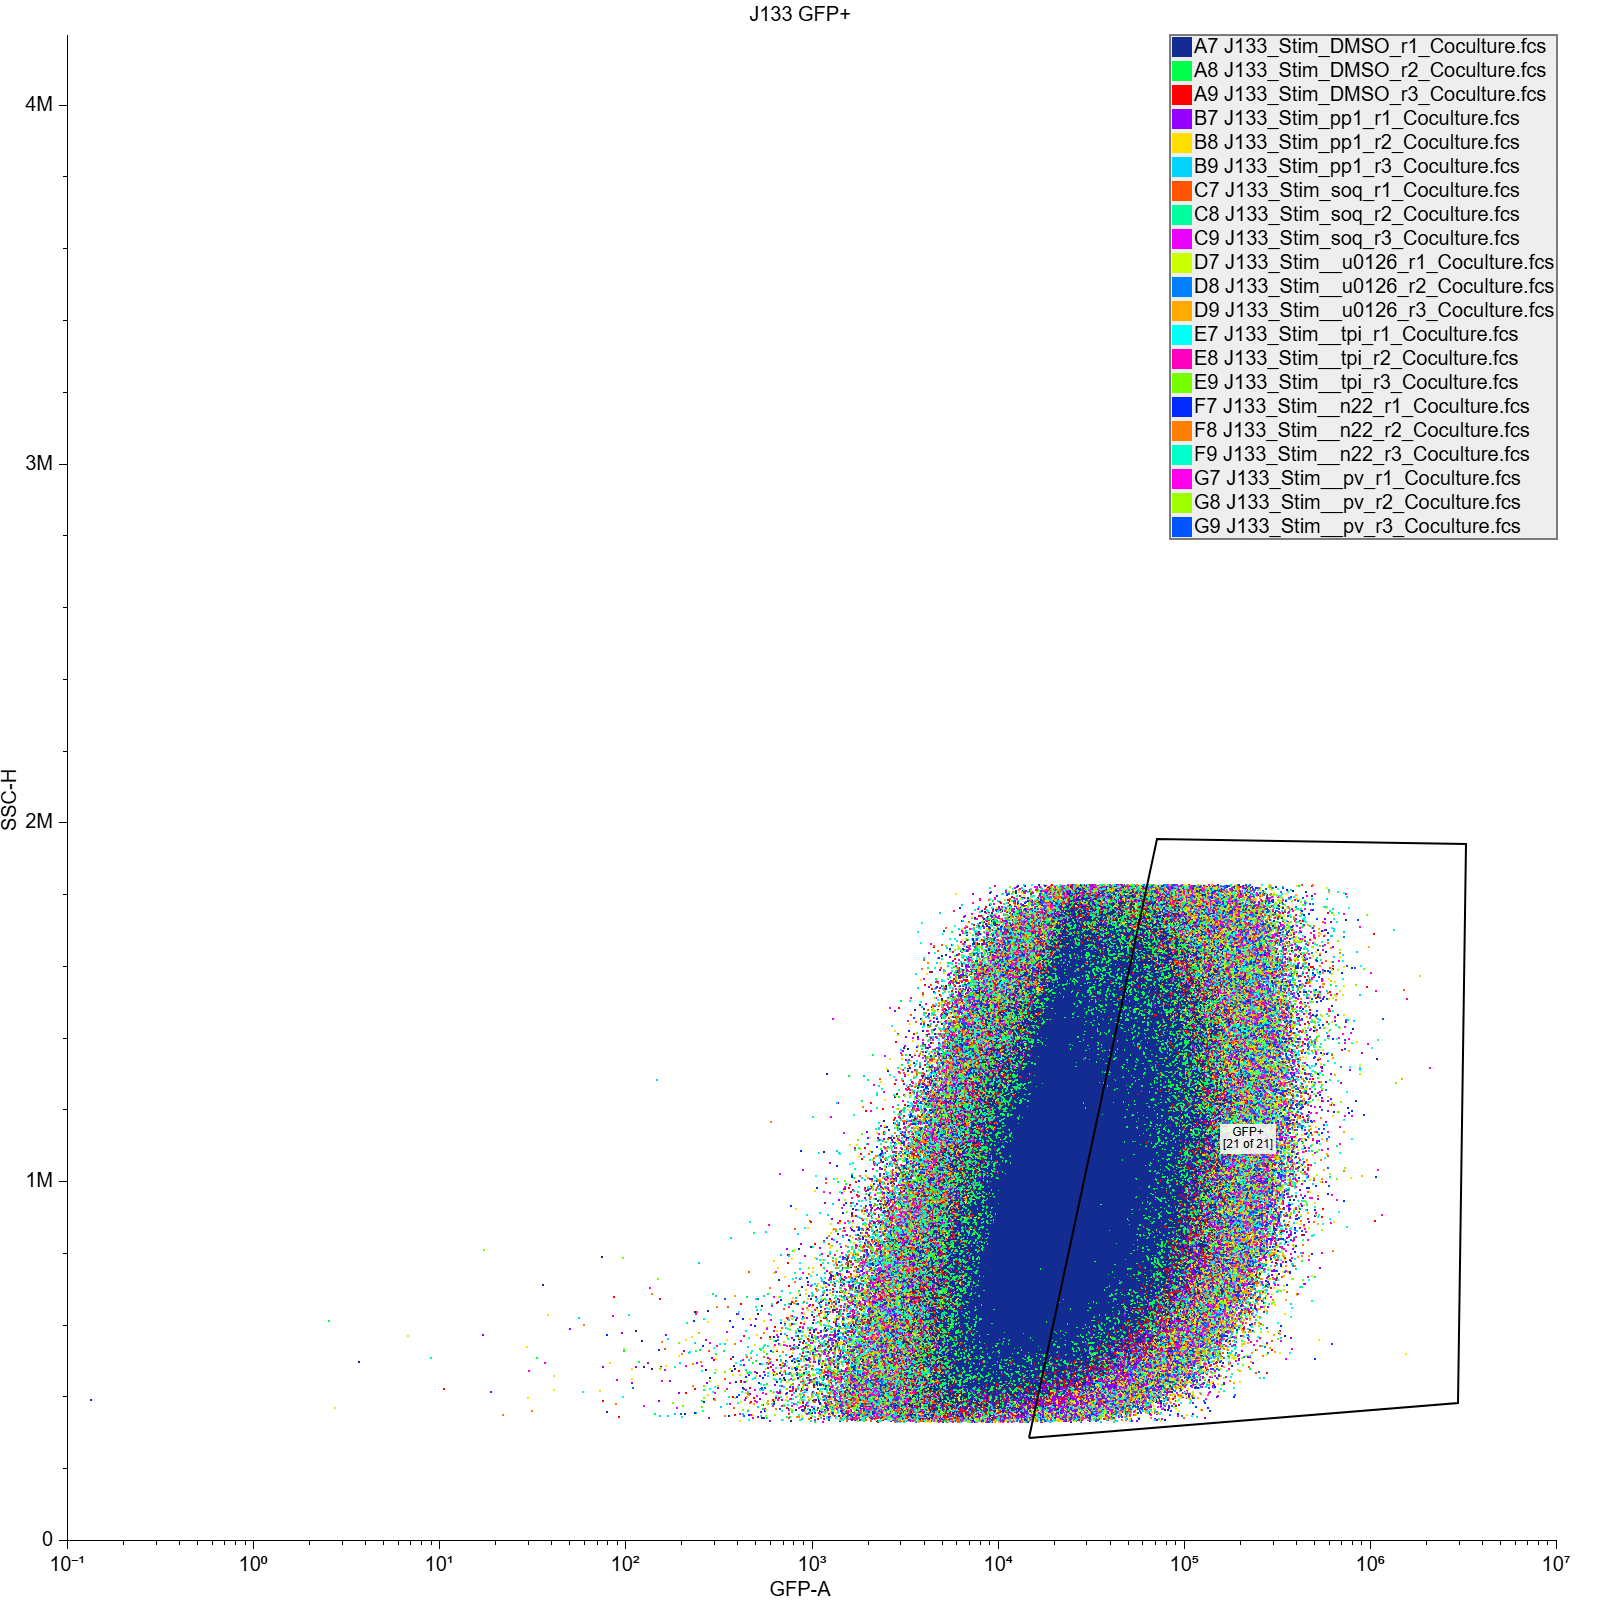 J133 GFP+
A7 J133_Stim_DMSO_r1_Coculture.fcs
A8 J133_Stim_DMSO_r2_Coculture.fcs
A9 J133_Stim_DMSO_r3_Coculture.fcs
B7 J133_Stim_pp1_r1_Coculture.fcs
B8 J133_Stim_pp1_r2_Coculture.fcs
B9 J133_Stim_pp1_r3_Coculture.fcs
C7 J133_Stim_soq_r1_Coculture.fcs
C8 J133_Stim_soq_r2_Coculture.fcs
C9 J133_Stim_soq_r3_Coculture.fcs
D7 J133_Stim__u0126_r1_Coculture.fcs
D8 J133_Stim__u0126_r2_Coculture.fcs
D9 J133_Stim__u0126_r3_Coculture.fcs
E7 J133_Stim__tpi_r1_Coculture.fcs
E8 J133_Stim__tpi_r2_Coculture.fcs
E9 J133_Stim__tpi_r3_Coculture.fcs
F7 J133_Stim__n22_r1_Coculture.fcs
F8 J133_Stim__n22_r2_Coculture.fcs
F9 J133_Stim__n22_r3_Coculture.fcs
G7 J133_Stim__pv_r1_Coculture.fcs
G8 J133_Stim__pv_r2_Coculture.fcs
G9 J133_Stim__pv_r3_Coculture.fcs
4M
3M
2M
1M
0
SSC-H
GFP+
[21 of 21]
10⁻¹ 10⁰ 10¹ 10² 10³ 10⁴ 10⁵ 10⁶ 10⁷
GFP-A